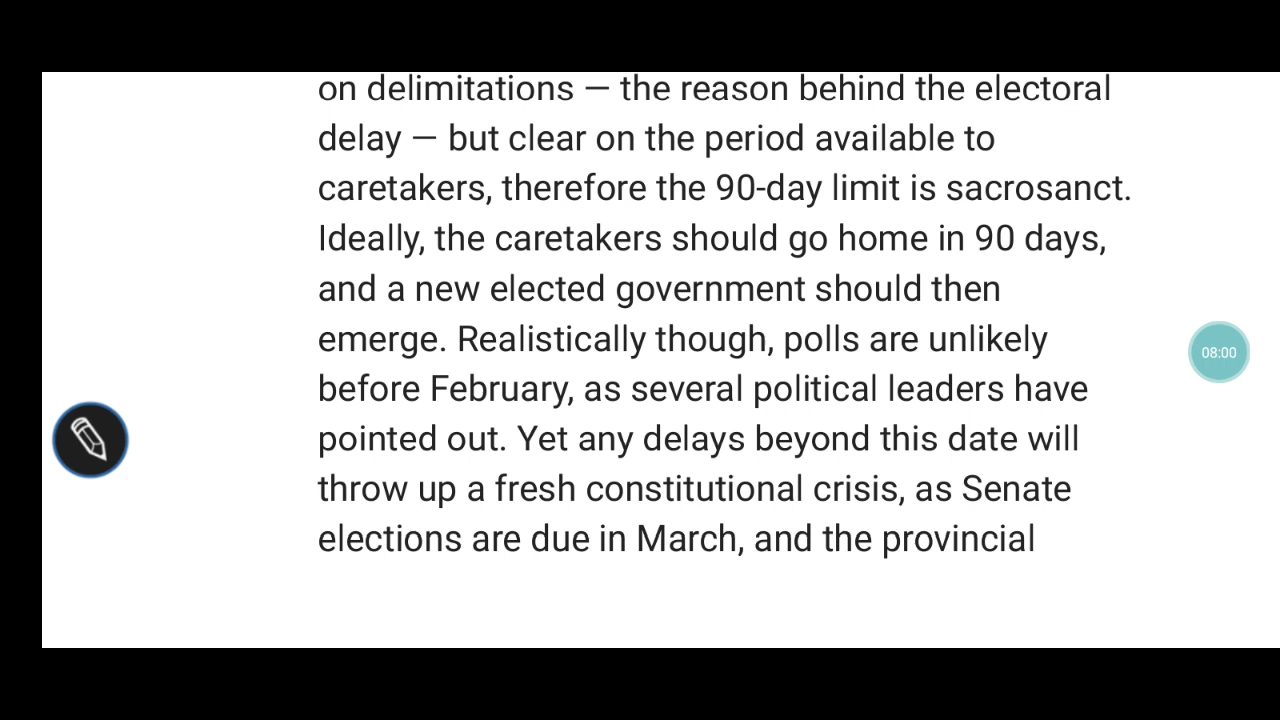 on delimitations — the reason behind the electoral
delay — but clear on the period available to
caretakers, therefore the 90-day limit is sacrosanct.
Ideally, the caretakers should go home in 90 days,
and a new elected government should then
emerge. Realistically though, polls are unlikely
before February, as several political leaders have
pointed out. Yet any delays beyond this date will
throw up a fresh constitutional crisis, as Senate
elections are due in March, and the provincial
08:00